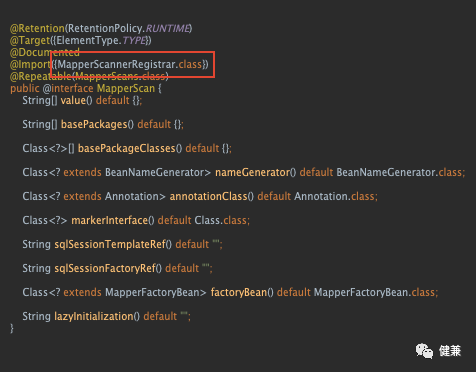 @Retention(RetentionPolicy.RUNTIME)
@Target({ElementType.TYPE})
@Documented
@Import({MapperScannerRegistrar.class})
@Repeatable(MapperScans.class)
public @interface MapperScan {
String[] value() default {};
String[] basePackages() default {};
Class<?>[] basePackageClasses() default {};
Class<? extends BeanNameGenerator> nameGenerator() default BeanNameGenerator.class;
Class<? extends Annotation> annotationClass() default Annotation.class;
Class<?> markerInterface() default Class.class;
String sqlSessionTemplateRef() default "";
String sqlSessionFactoryRef() default "";
Class<? extends MapperFactoryBean> factoryBean() default MapperFactoryBean.class;
String lazyInitialization() default "";
}
健兼